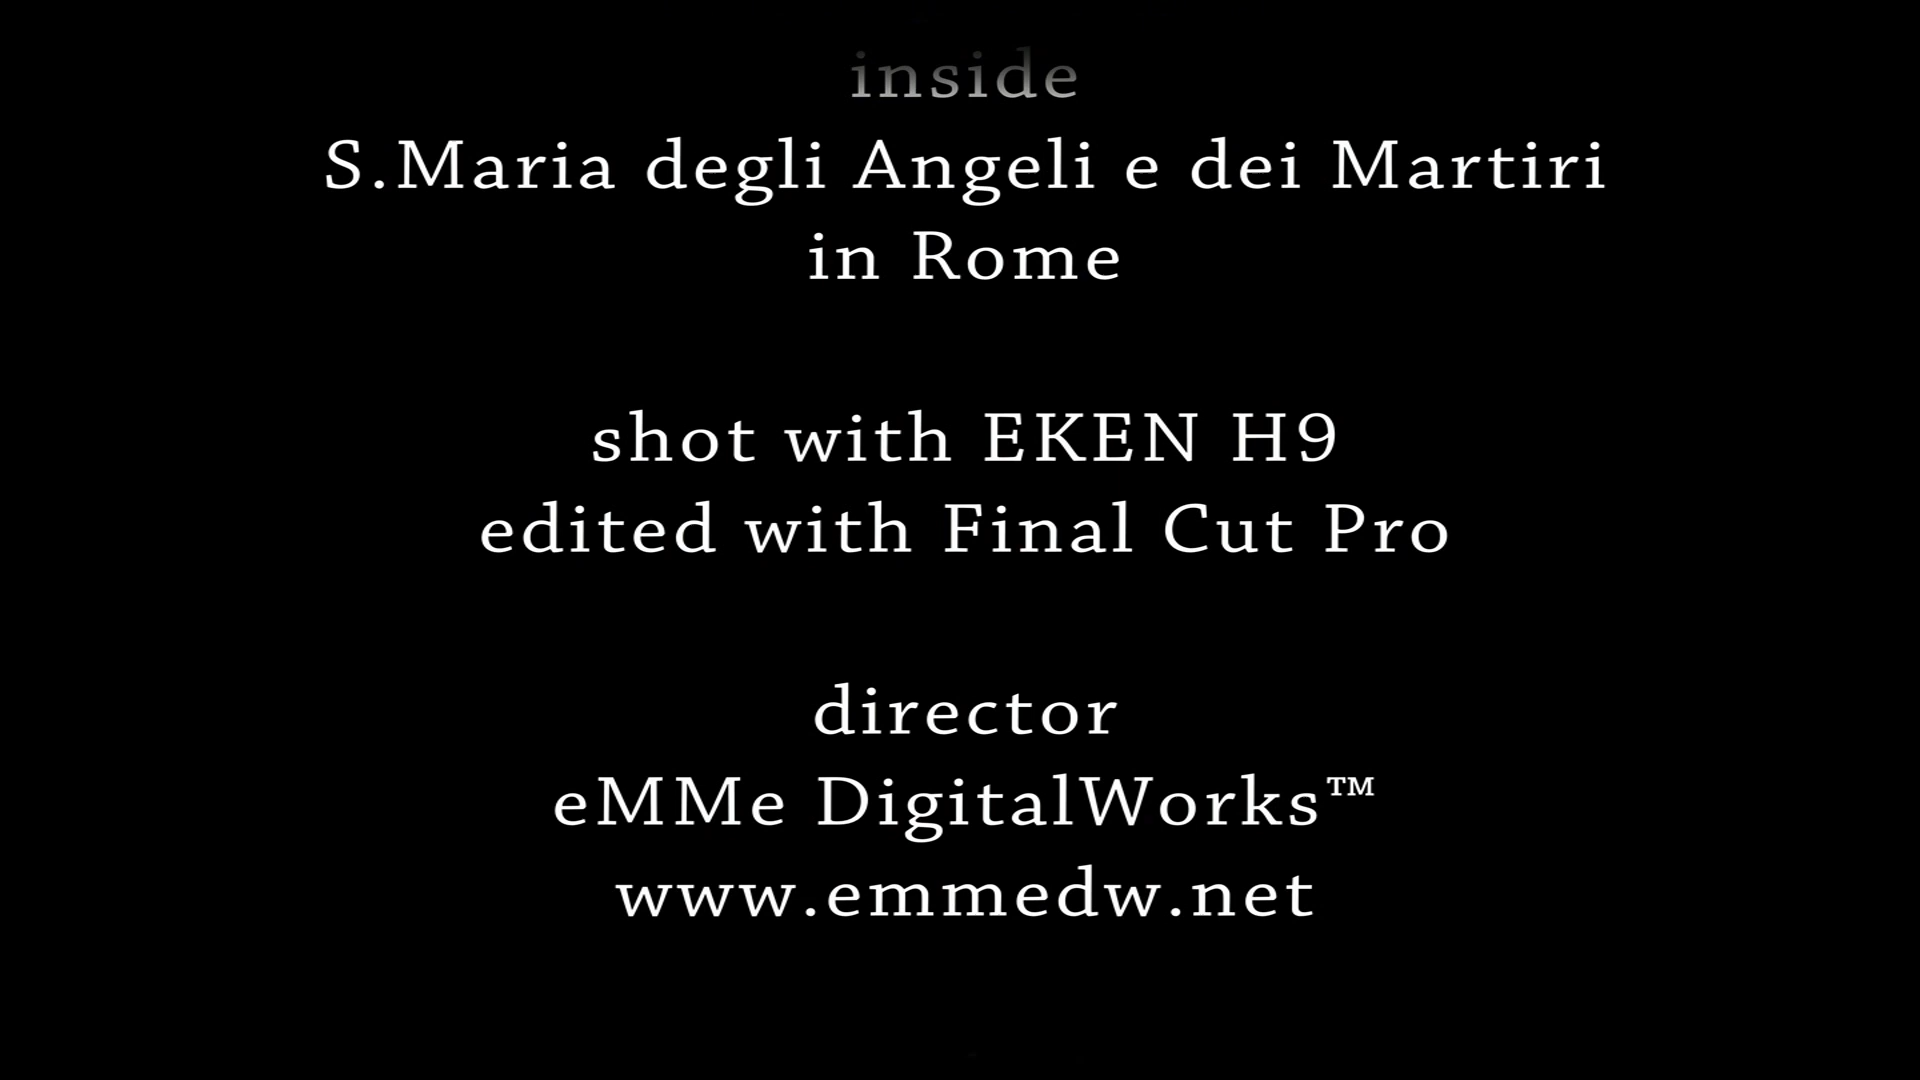 inside
S.Maria degli Angeli e dei Martiri
in Rome
shot with EKEN H9
edited with Final Cut Pro
director
eMMe DigitalWorks™
www.emmedw.net